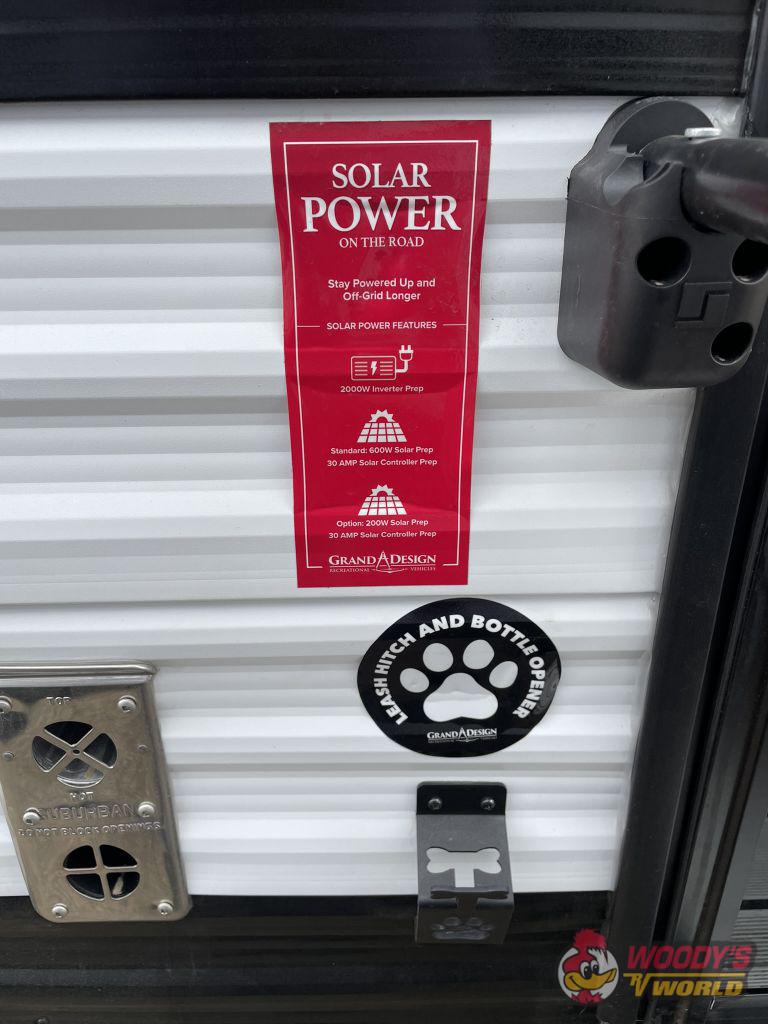 SOLAR
POWER
ON THE ROAD
Stay Powered Up and
Off-Grid Longer
SOLAR POWER FEATURES
2000W Inverter Prep
Standard: 600W Solar Prep
30 AMP Solar Controller Prep
Option: 200W Solar Prep
30 AMP Solar Controller Prep
GRAND DESIGN
RECREATIONAL VEHICLES
LEASH HITCH AND BOTTLE OPENER
GRAND DESIGN
TOP
HOT
SUBURBAN
DO NOT BLOCK OPENINGS
WOODY'S
RV WORLD